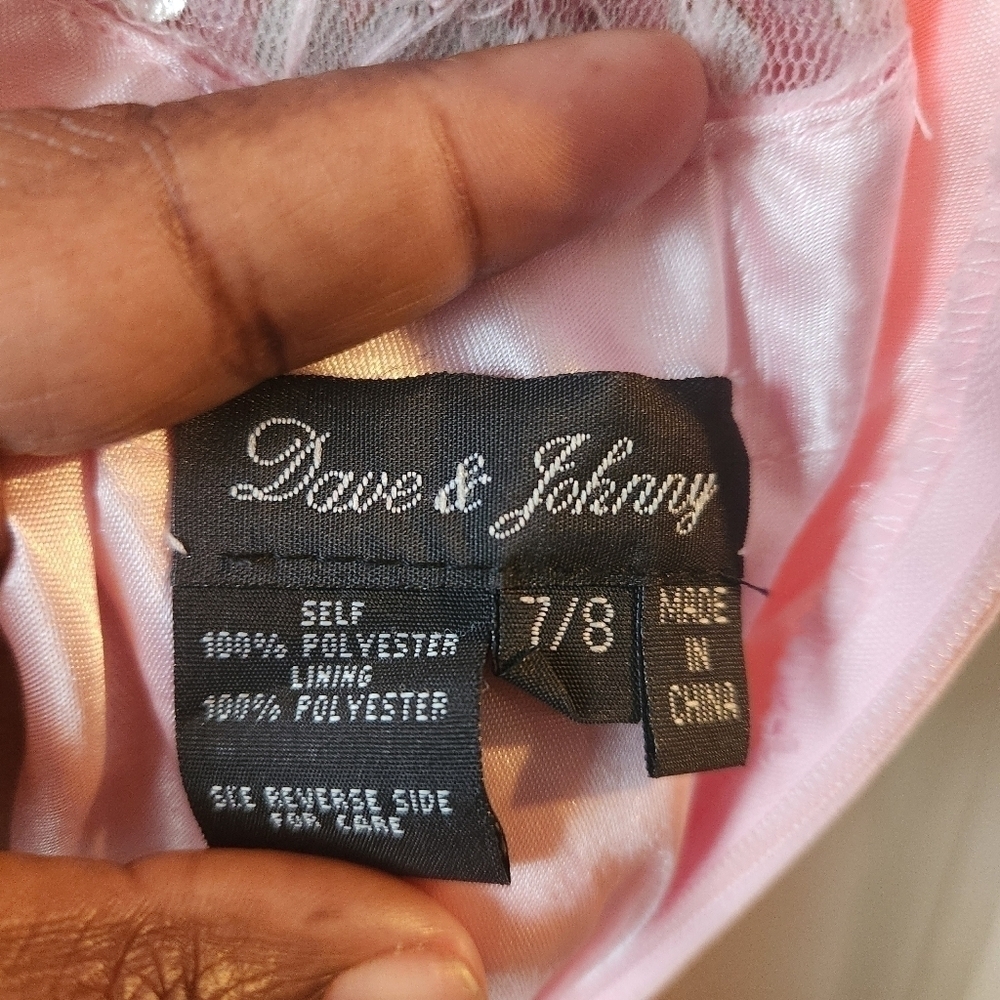 Dave & Johnny
SELF
100% POLYESTER
LINING
100% POLYESTER
SEE REVERSE SIDE
FOR CARE
7/8
MADE
IN
CHINA